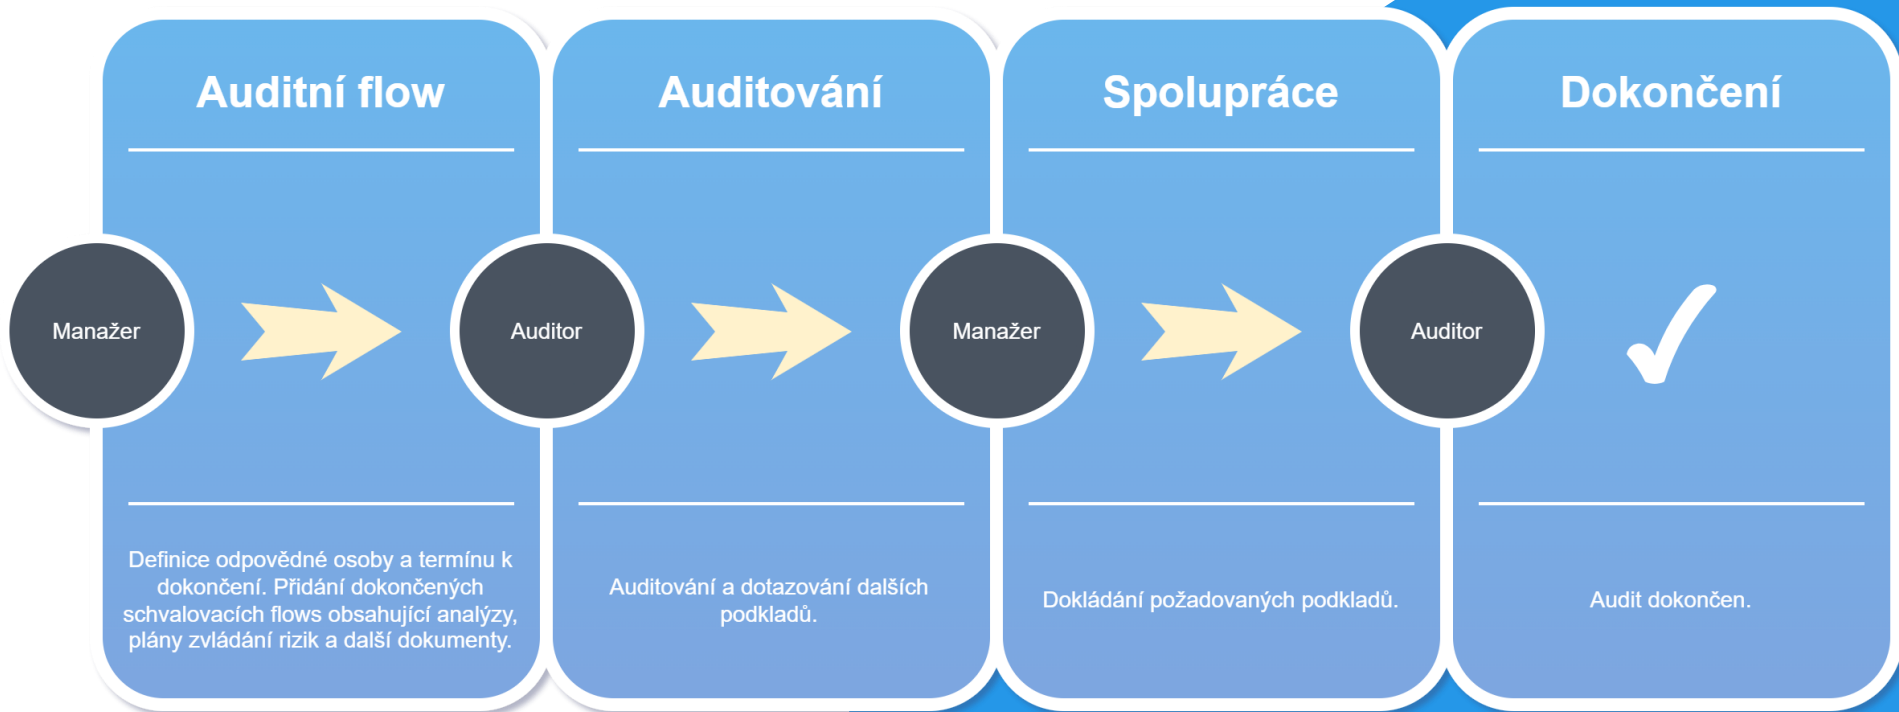 Auditní flow
Auditování
Spolupráce
Dokončení
Manažer
Auditor
Manažer
Auditor
Definice odpovědné osoby a termínu k
dokončení. Přidání dokončených
schvalovacích flows obsahující analýzy,
plány zvládání rizik a další dokumenty.
Auditování a dotazování dalších
podkladů.
Dokládání požadovaných podkladů.
Audit dokončen.